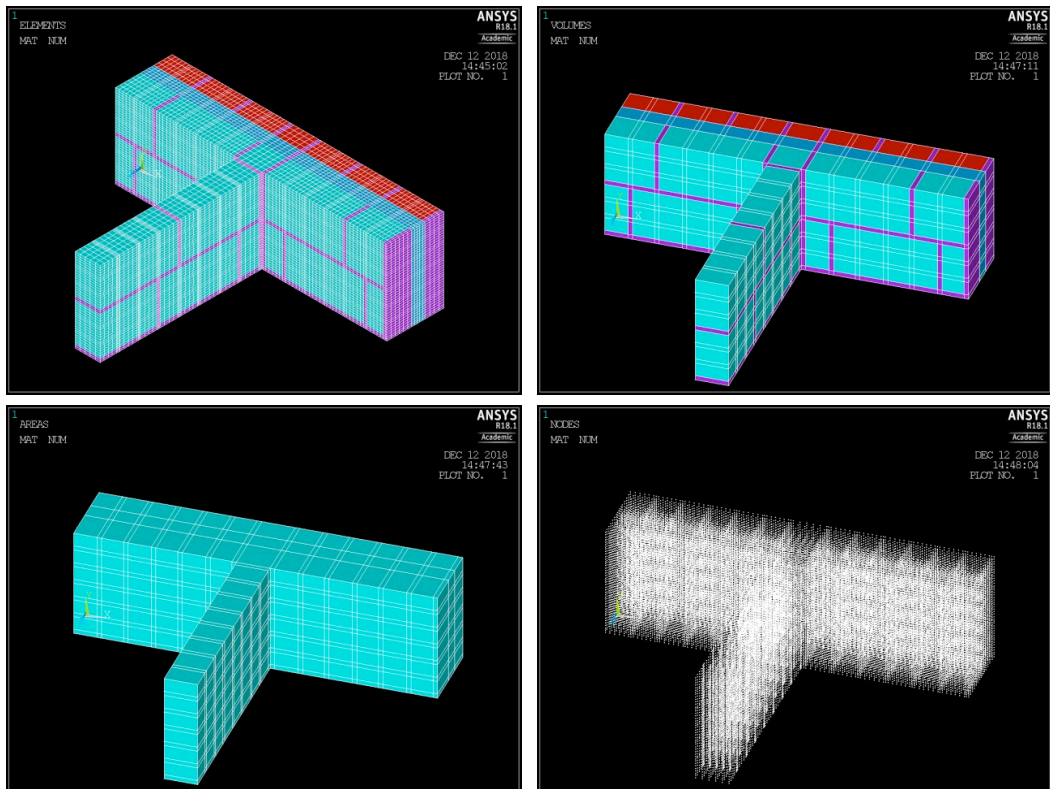 1
ELEMENTS
MAT NUM
ANSYS
R18.1
Academic
DEC 12 2018
14:45:02
PLOT NO. 1
X
1
VOLUMES
MAT NUM
ANSYS
R18.1
Academic
DEC 12 2018
14:47:11
PLOT NO. 1
X
1
AREAS
MAT NUM
ANSYS
R18.1
Academic
DEC 12 2018
14:47:43
PLOT NO. 1
Y
X
1
NODES
MAT NUM
ANSYS
R18.1
Academic
DEC 12 2018
14:48:04
PLOT NO. 1
X